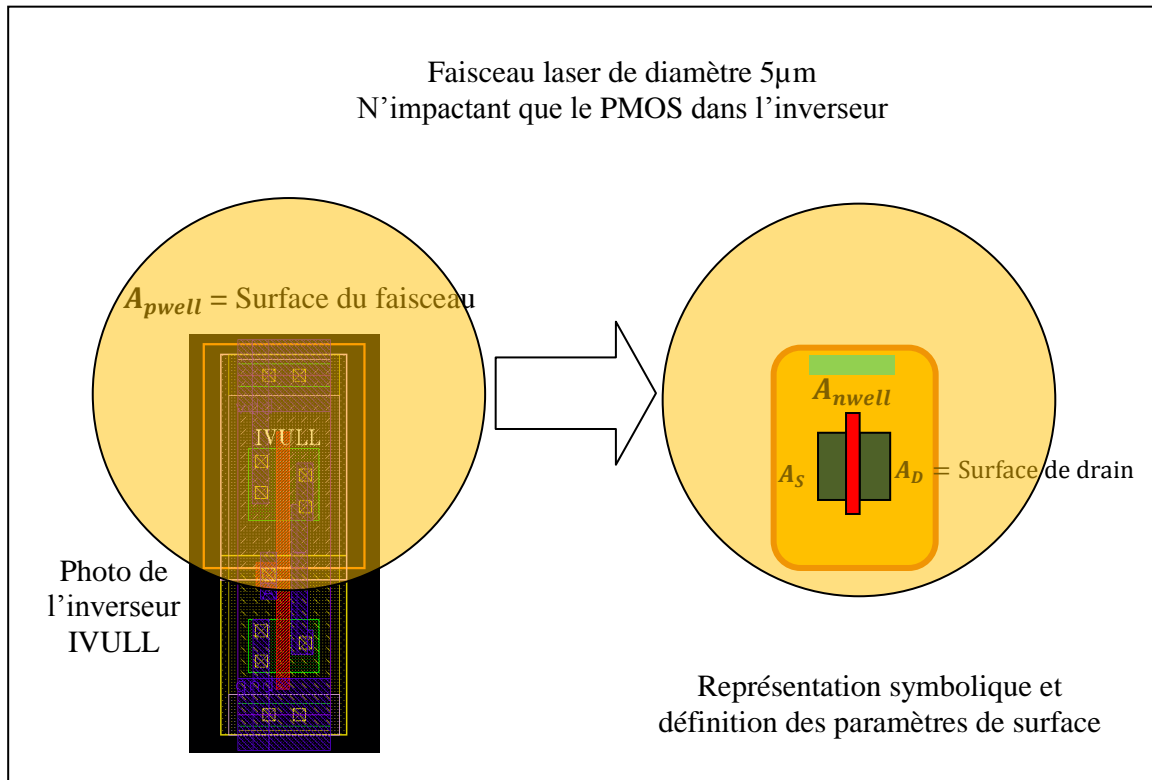 Faisceau laser de diamètre 5µm
N'impactant que le PMOS dans l'inverseur
A_pwell = Surface du faisceau
IVULL
A_nwell
A_S
A_D = Surface de drain
Photo de
l'inverseur
IVULL
Représentation symbolique et
définition des paramètres de surface